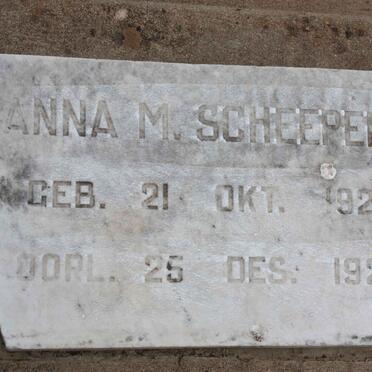 ANNA M. SCHEEPE
GEB. 21 OKT. 192
OORL. 25 DES. 192